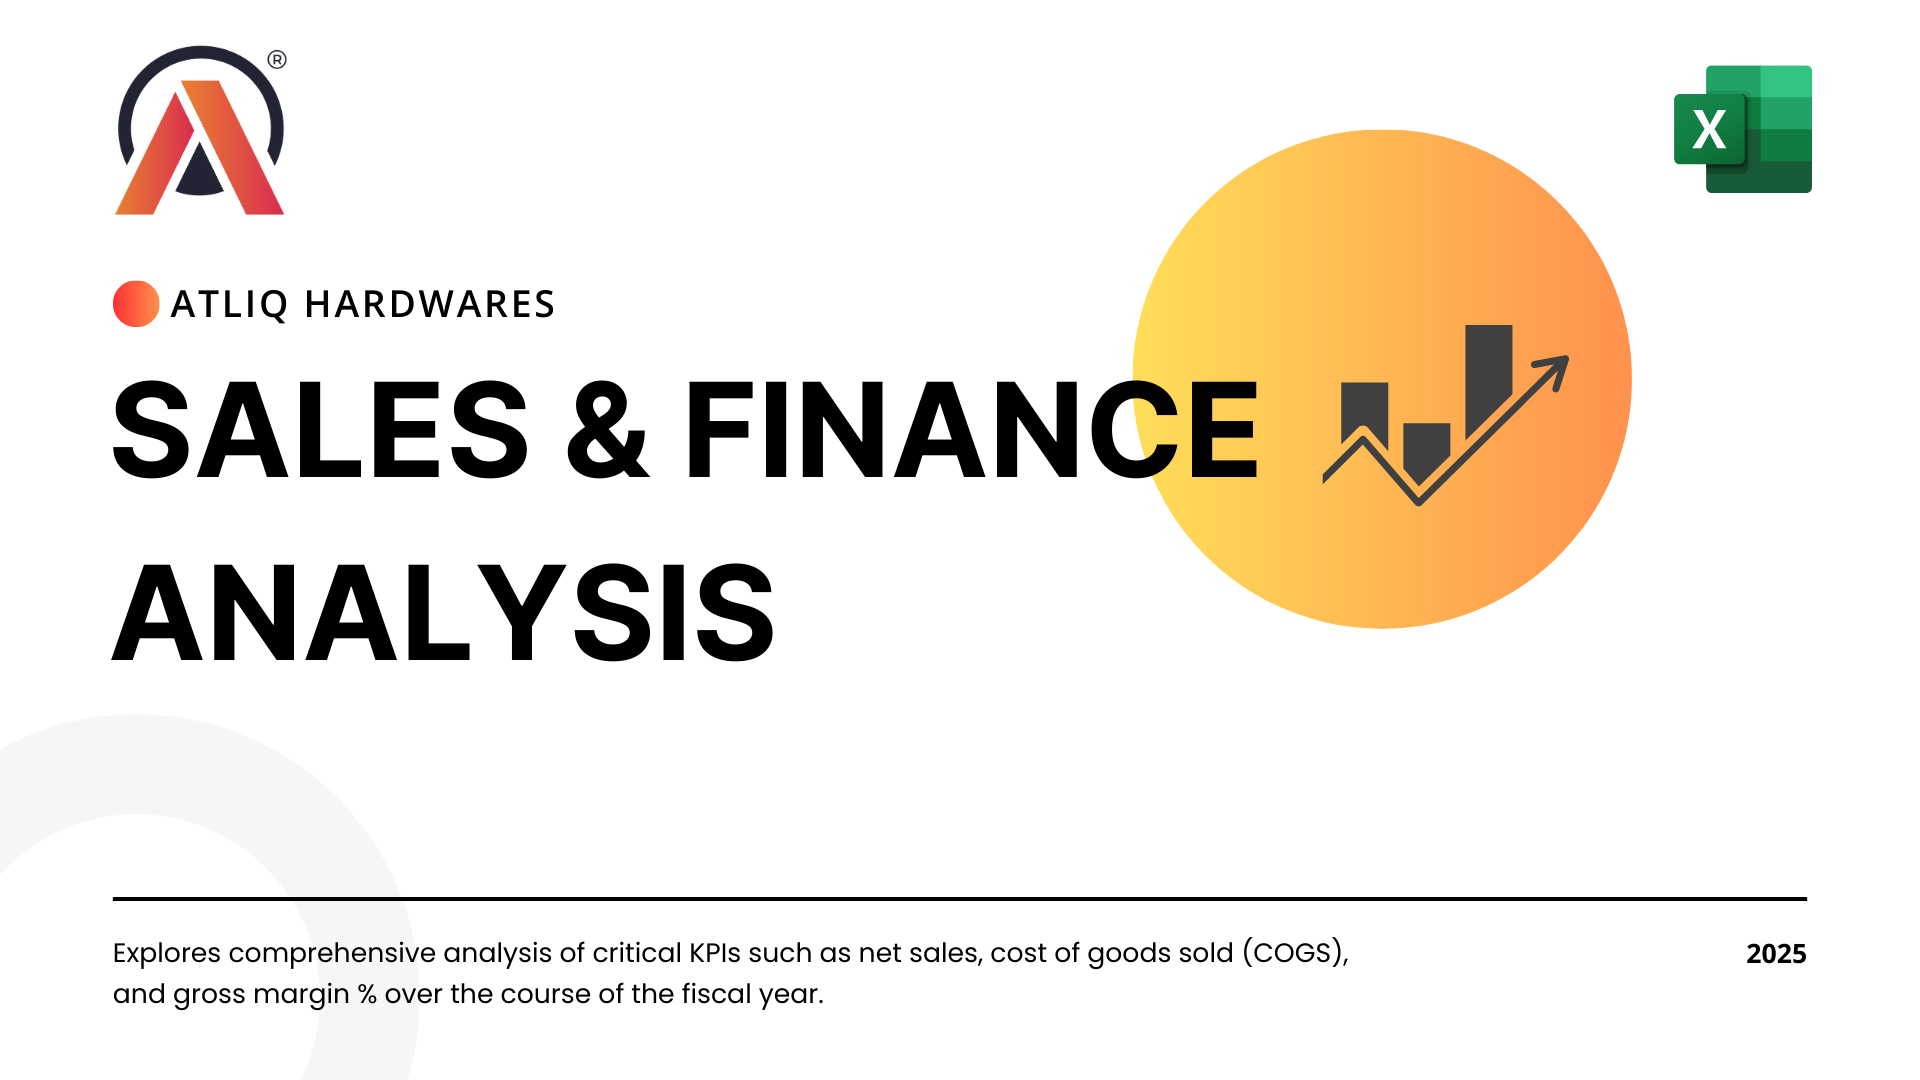 ®
X
ATLIQ HARDWARES
SALES & FINANCE
ANALYSIS
Explores comprehensive analysis of critical KPIs such as net sales, cost of goods sold (COGS),
and gross margin % over the course of the fiscal year.
2025